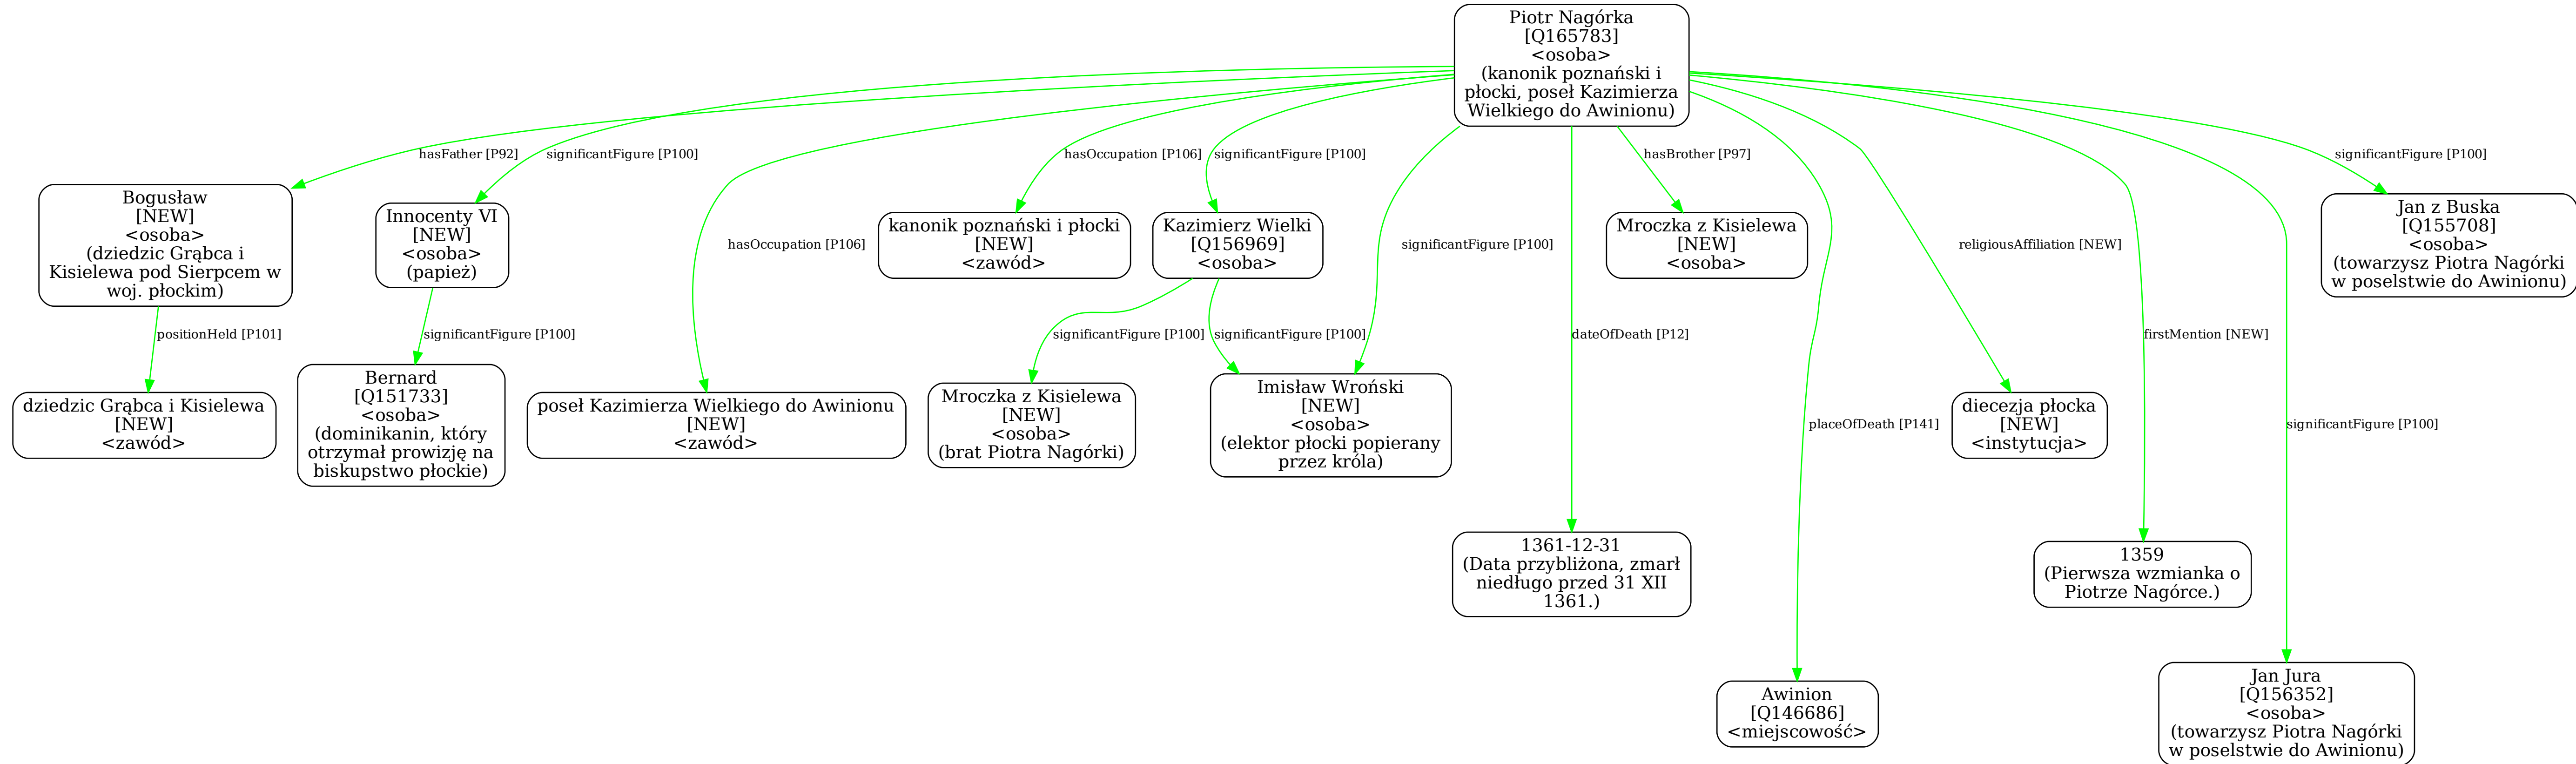 Piotr Nagórka
[Q165783]
<osoba>
(kanonik poznański i
płocki, poseł Kazimierza
Wielkiego do Awinionu)
hasFather [P92]
significantFigure [P100]
hasOccupation [P106]
significantFigure [P100]
hasBrother [P97]
significantFigure [P100]
Bogusław
[NEW]
<osoba>
(dziedzic Grąbca i
Kisielewa pod Sierpcem w
woj. płockim)
Innocenty VI
[NEW]
<osoba>
(papież)
hasOccupation [P106]
kanonik poznański i płocki
[NEW]
<zawód>
Kazimierz Wielki
[Q156969]
<osoba>
significantFigure [P100]
Mroczka z Kisielewa
[NEW]
<osoba>
religiousAffiliation [NEW]
Jan z Buska
[Q155708]
<osoba>
(towarzysz Piotra Nagórki
w poselstwie do Awinionu)
positionHeld [P101]
significantFigure [P100]
significantFigure [P100]
significantFigure [P100]
dateOfDeath [P12]
firstMention [NEW]
dziedzic Grąbca i Kisielewa
[NEW]
<zawód>
Bernard
[Q151733]
<osoba>
(dominikanin, który
otrzymał prowizję na
biskupstwo płockie)
poseł Kazimierza Wielkiego do Awinionu
[NEW]
<zawód>
Mroczka z Kisielewa
[NEW]
<osoba>
(brat Piotra Nagórki)
Imisław Wroński
[NEW]
<osoba>
(elektor płocki popierany
przez króla)
placeOfDeath [P141]
diecezja płocka
[NEW]
<instytucja>
significantFigure [P100]
1361-12-31
(Data przybliżona, zmarł
niedługo przed 31 XII
1361.)
1359
(Pierwsza wzmianka o
Piotrze Nagórce.)
Awinion
[Q146686]
<miejscowość>
Jan Jura
[Q156352]
<osoba>
(towarzysz Piotra Nagórki
w poselstwie do Awinionu)